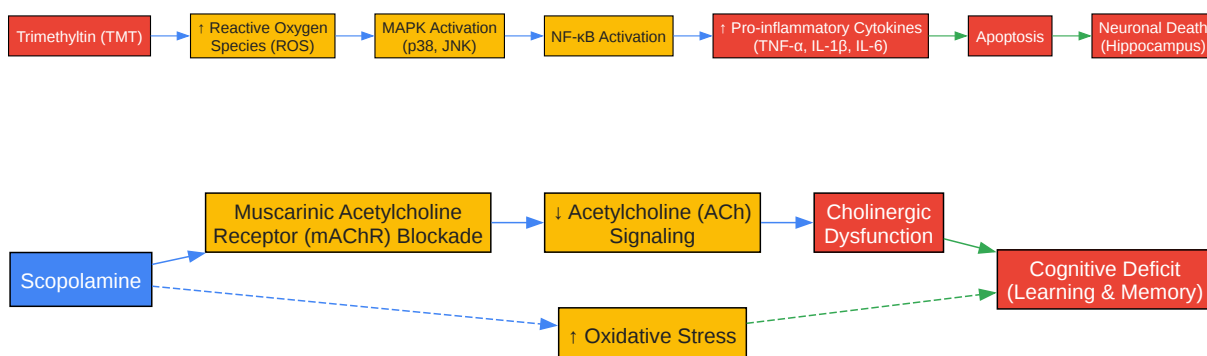 Trimethyltin (TMT)
↑ Reactive Oxygen
Species (ROS)
MAPK Activation
(p38, JNK)
NF-κB Activation
↑ Pro-inflammatory Cytokines
(TNF-α, IL-1β, IL-6)
Apoptosis
Neuronal Death
(Hippocampus)
Scopolamine
Muscarinic Acetylcholine
Receptor (mAChR) Blockade
↓ Acetylcholine (ACh)
Signaling
Cholinergic
Dysfunction
↑ Oxidative Stress
Cognitive Deficit
(Learning & Memory)